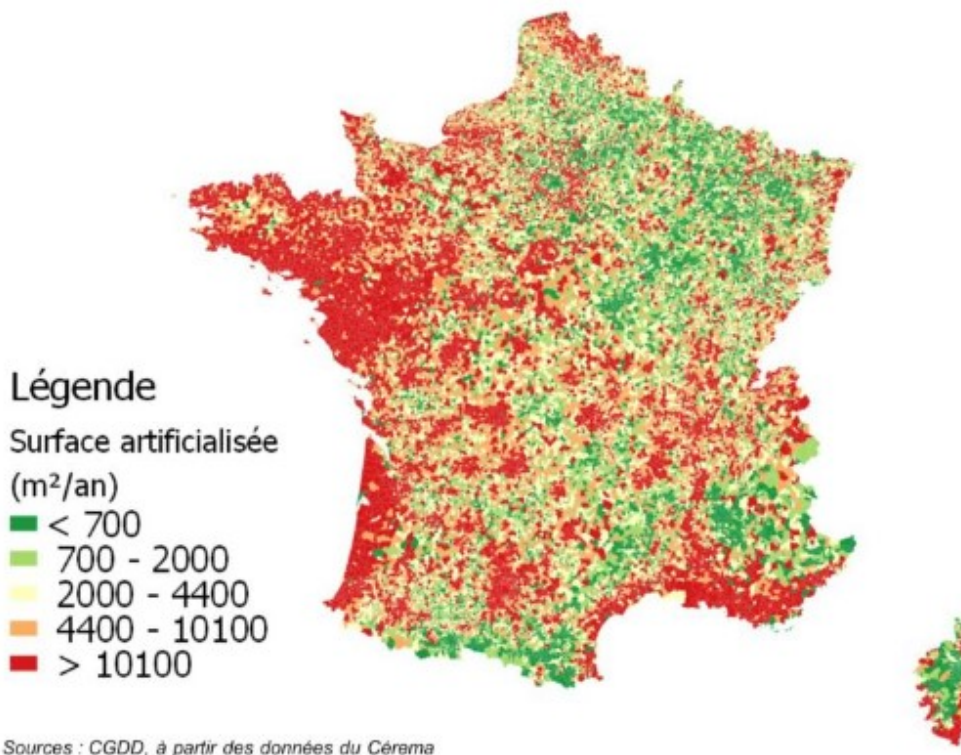 Légende
Surface artificialisée
(m²/an)
< 700
700 - 2000
2000 - 4400
4400 - 10100
> 10100
Sources : CGDD, à partir des données du Cérema